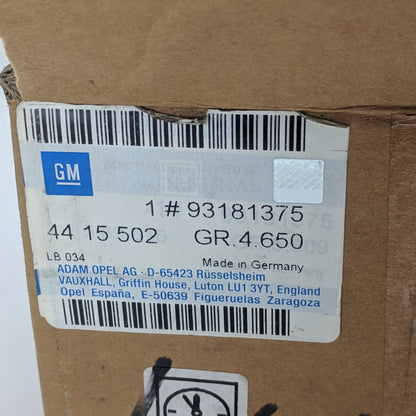 GM
1 # 93181375
44 15 502 GR.4.650
LB 034 Made in Germany
ADAM OPEL AG · D-65423 Rüsselsheim
VAUXHALL, Griffin House, Luton LU1 3YT, England
Opel España, E-50639 Figueruelas Zaragoza